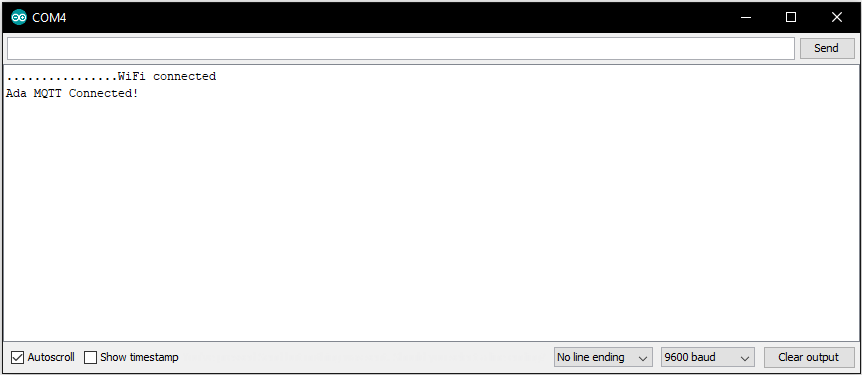 COM4
Send
................WiFi connected
Ada MQTT Connected!
Autoscroll Show timestamp No line ending 9600 baud Clear output